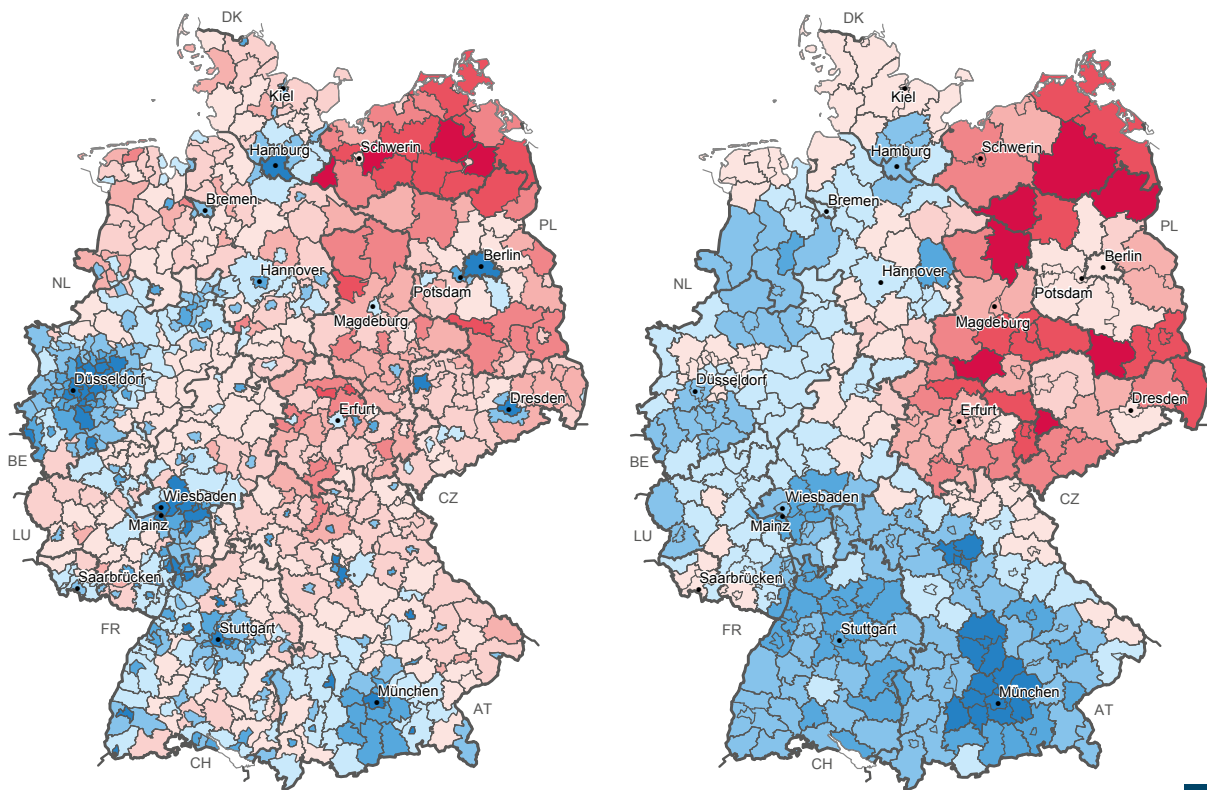 DK
Kiel
Hamburg
Schwerin
Bremen
PL
Berlin
Hannover
NL
Potsdam
Magdeburg
Düsseldorf
Dresden
Erfurt
BE
Wiesbaden
CZ
Mainz
LU
Saarbrücken
FR
Stuttgart
München
AT
CH
DK
Kiel
Hamburg
Schwerin
Bremen
PL
Berlin
Hannover
NL
Potsdam
Magdeburg
Düsseldorf
Dresden
Erfurt
BE
Wiesbaden
CZ
Mainz
LU
Saarbrücken
FR
Stuttgart
München
AT
CH